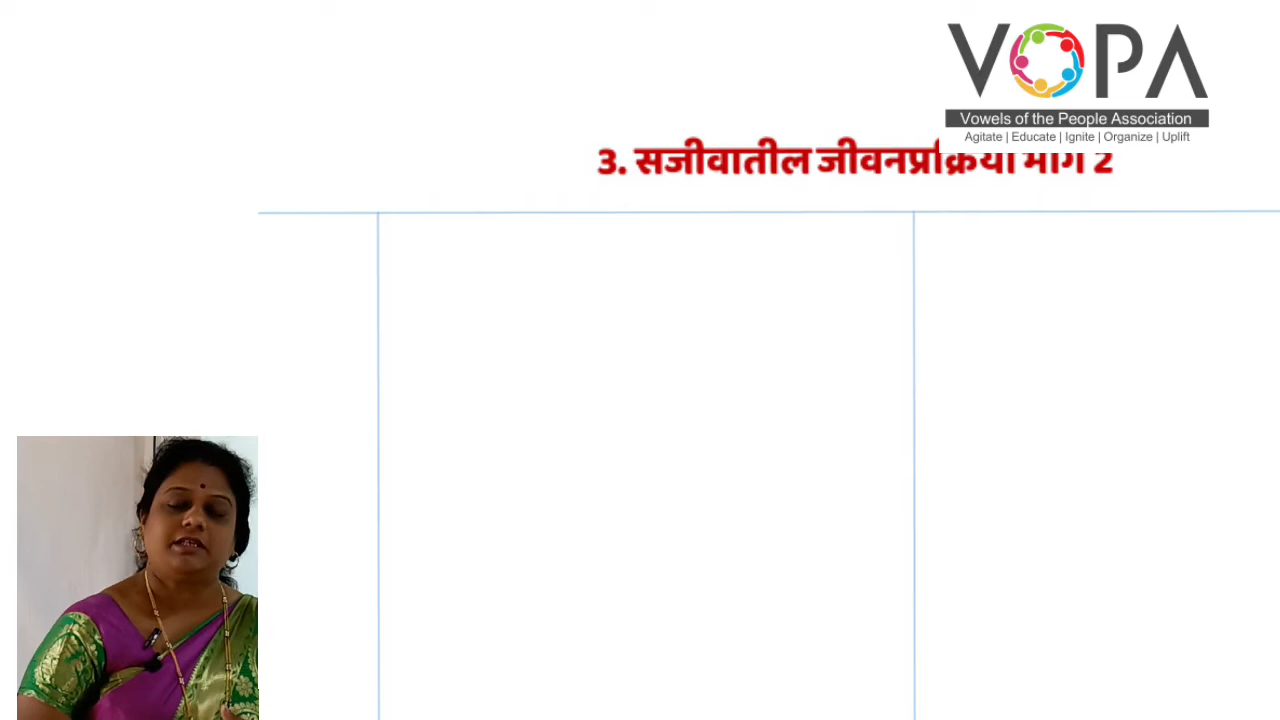 VOPA
Vowels of the People Association
Agitate | Educate | Ignite | Organize | Uplift
3. सजीवातील जीवनप्रक्रिया भाग 2